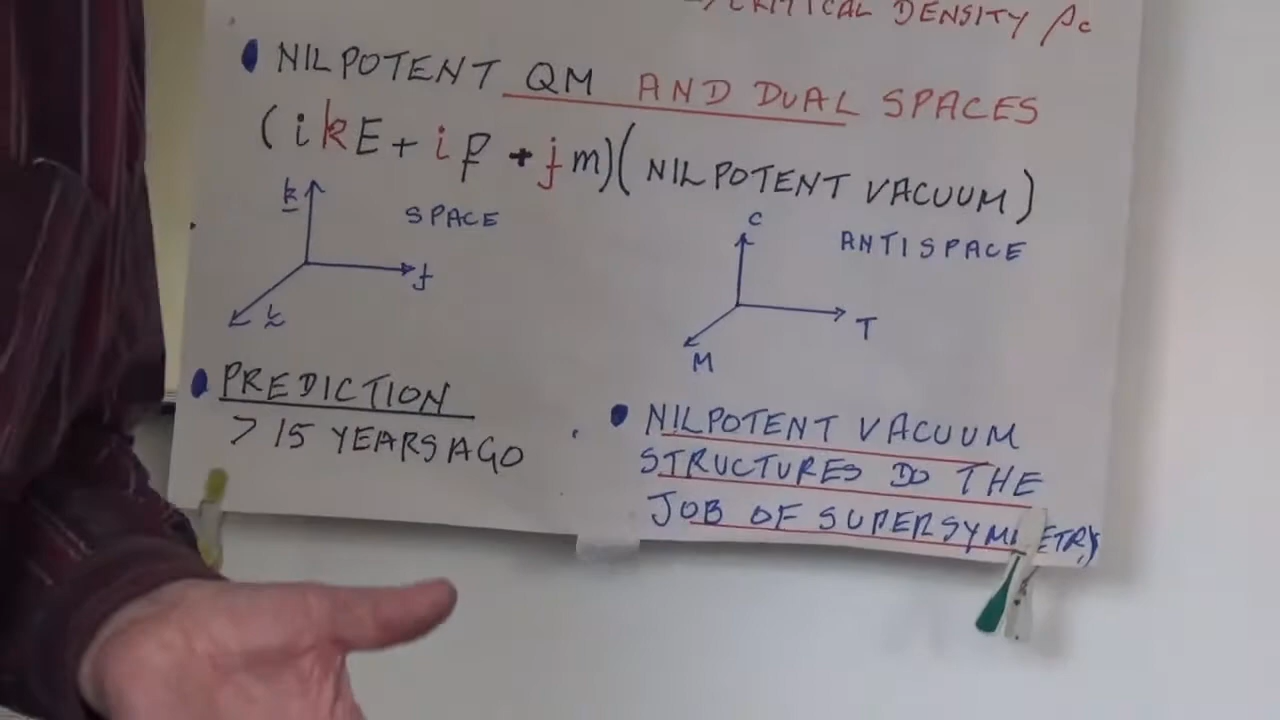 CRITICAL DENSITY ρc
• NILPOTENT QM AND DUAL SPACES
(ikE + ip + jm)(NILPOTENT VACUUM)
k
SPACE
j
i
C
ANTISPACE
T
M
• PREDICTION
> 15 YEARS AGO
• NILPOTENT VACUUM
STRUCTURES DO THE
JOB OF SUPERSYMMETRY